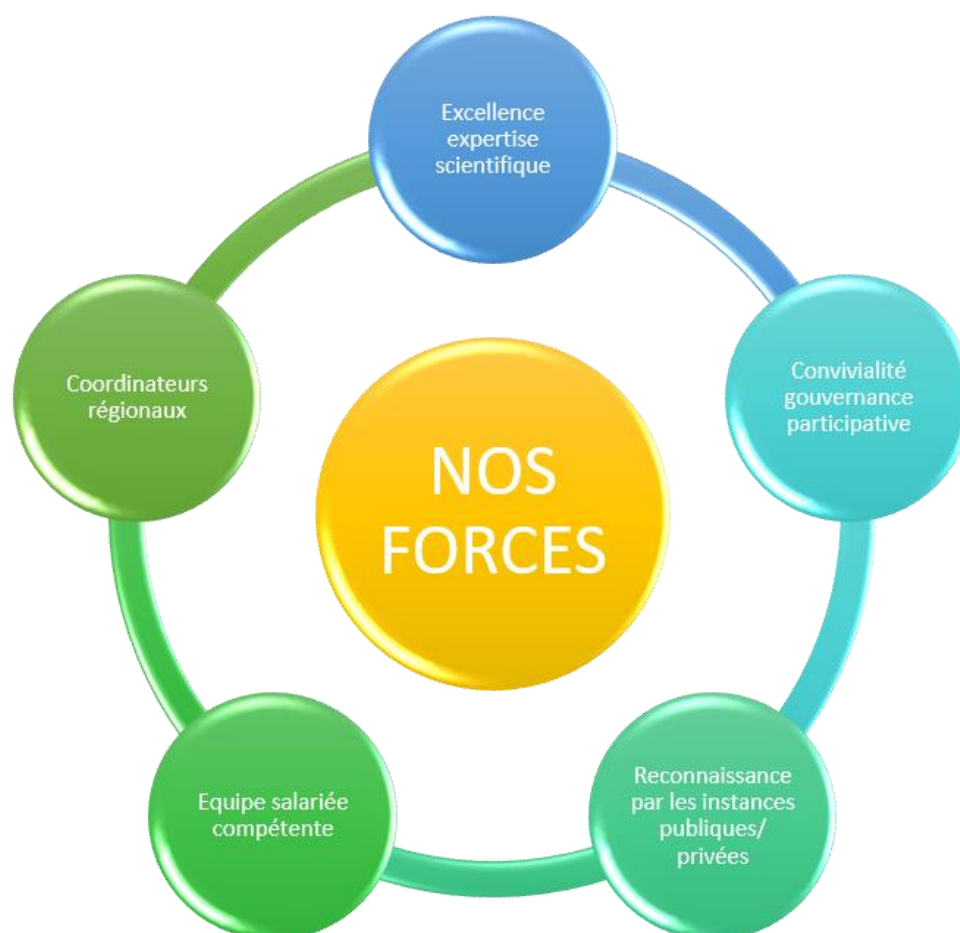 Excellence
expertise
scientifique
Convivialité
gouvernance
participative
Reconnaissance
par les instances
publiques/
privées
Equipe salariée
compétente
Coordinateurs
régionaux
NOS
FORCES